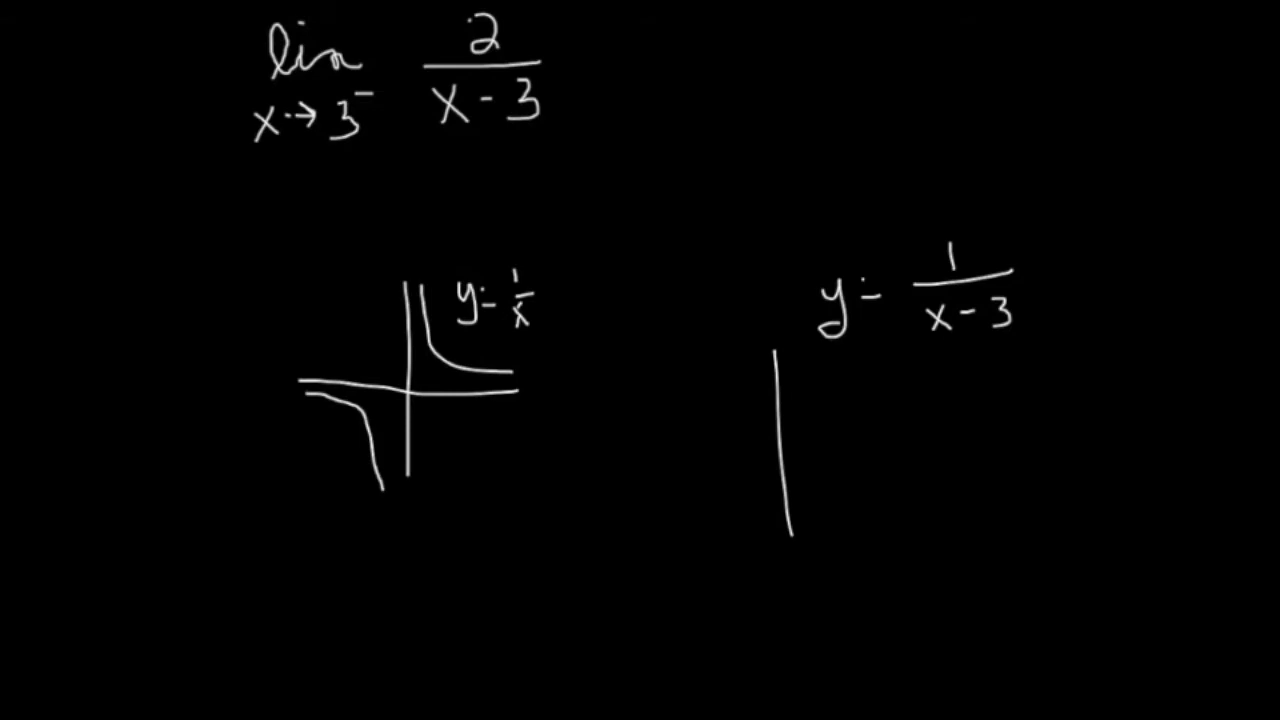 lim 2/(x-3)
x→3⁻
y=1/x
y=1/(x-3)